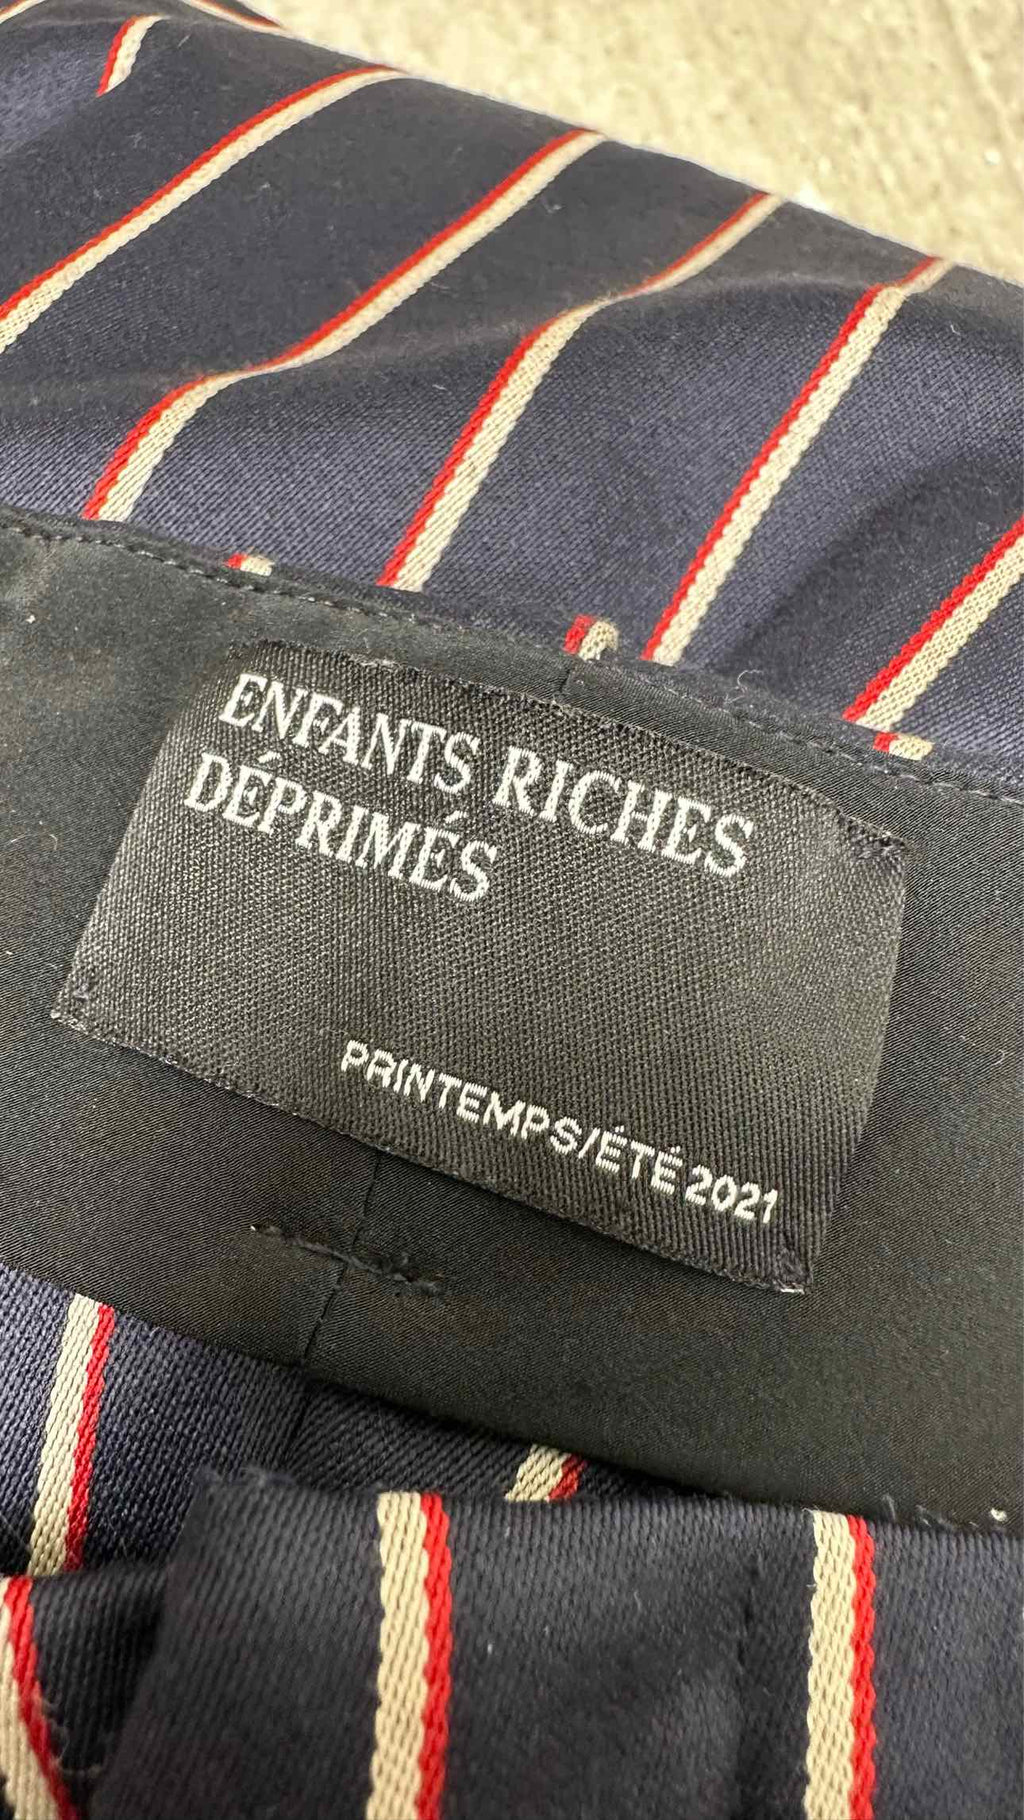 ENFANTS RICHES
DÉPRIMÉS
PRINTEMPS/ÉTÉ 2021